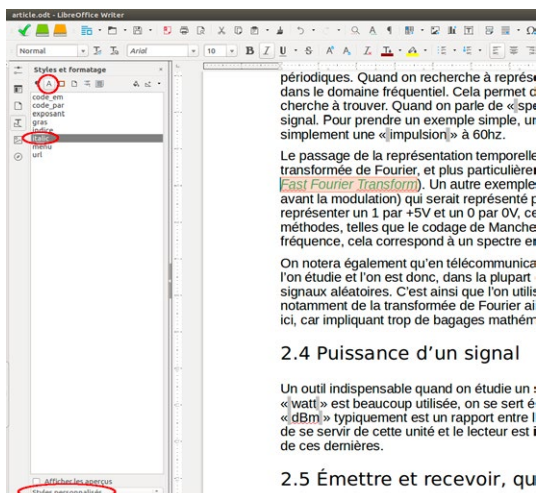 article.odt - LibreOffice Writer
Normal
Arial
10
Styles et formatage
code_em
code_par
exposant
gras
indice
menu
url
Afficher les aperçus
Styles personnalisés
périodiques. Quand on recherche à représe
dans le domaine fréquentiel. Cela permet d
cherche à trouver. Quand on parle de « spe
signal. Pour prendre un exemple simple, un
simplement une « impulsion » à 60hz.
Le passage de la représentation temporelle
transformée de Fourier, et plus particulière
Fast Fourier Transform). Un autre exemple
avant la modulation) qui serait représenté p
représenter un 1 par +5V et un 0 par 0V, ce
méthodes, telles que le codage de Manche
fréquence, cela correspond à un spectre e
On notera également qu'en télécommunica
l'on étudie et l'on est donc, dans la plupart
signaux aléatoires. C'est ainsi que l'on utilis
notamment de la transformée de Fourier ai
ici, car impliquant trop de bagages mathém
2.4 Puissance d'un signal
Un outil indispensable quand on étudie un s
« watt » est beaucoup utilisée, on se sert é
« dBm » typiquement est un rapport entre l
de se servir de cette unité et le lecteur est i
de ces dernières.
2.5 Émettre et recevoir, qu